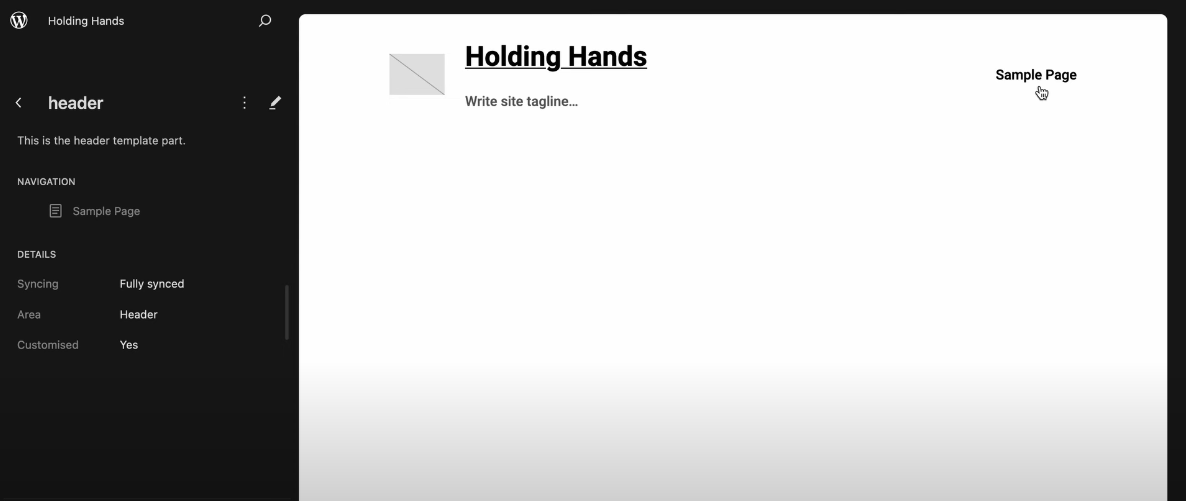 Holding Hands
header
This is the header template part.
NAVIGATION
Sample Page
DETAILS
Syncing Fully synced
Area Header
Customised Yes
Holding Hands
Write site tagline...
Sample Page